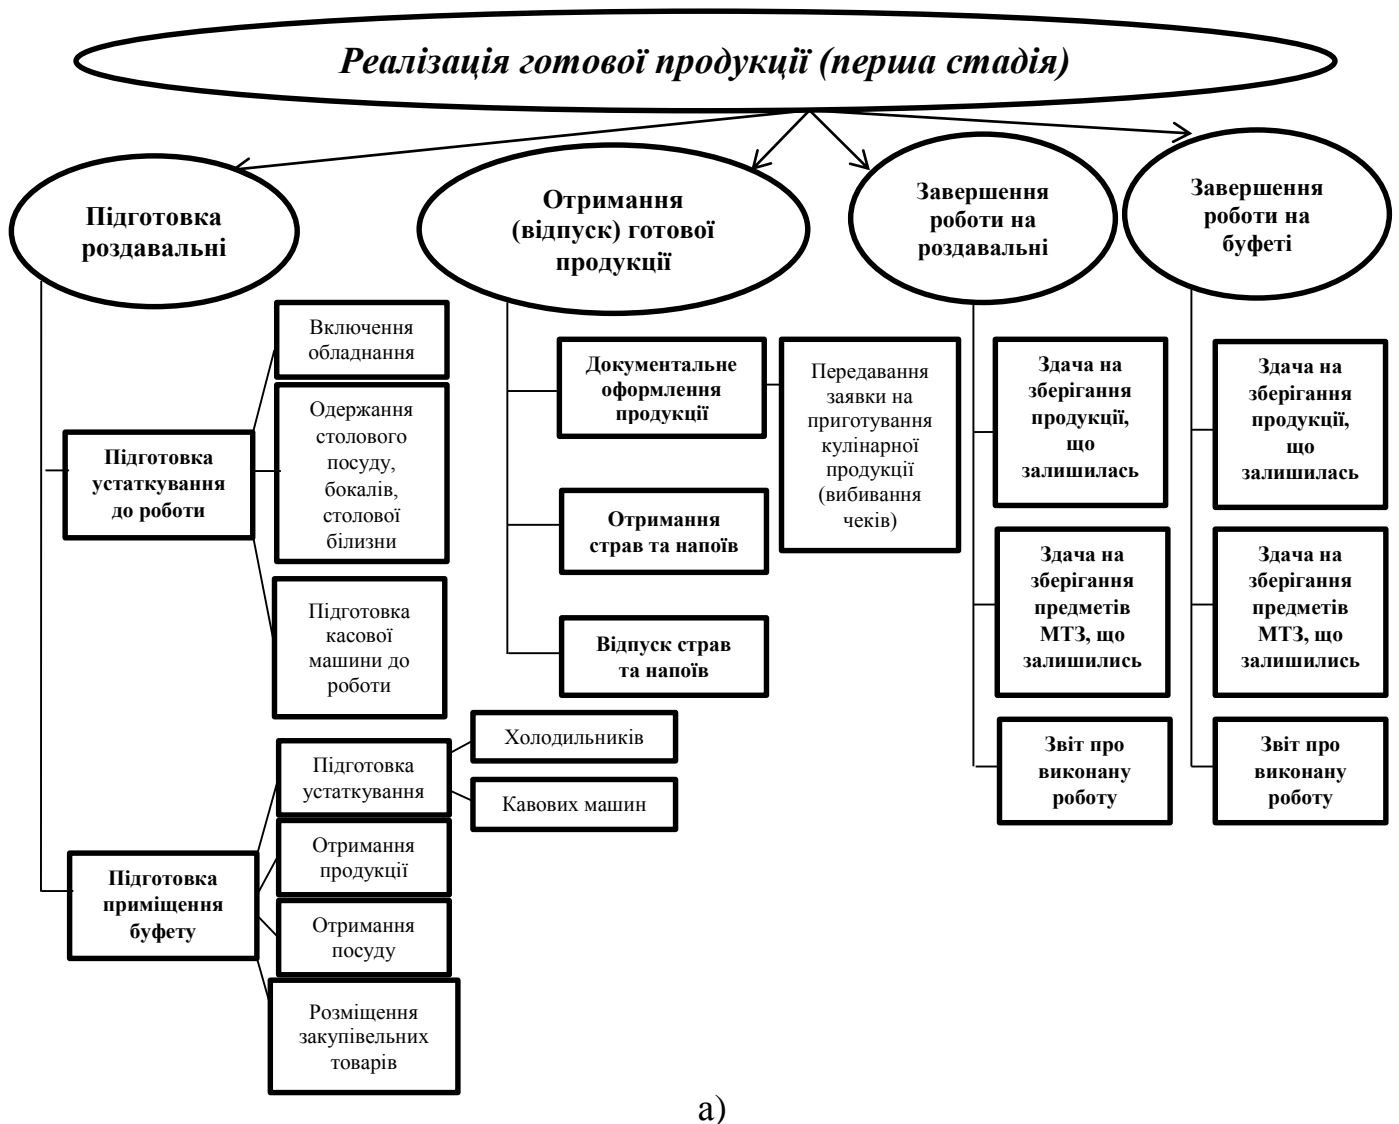 Реалізація готової продукції (перша стадія)
Підготовка
роздавальні
Отримання
(відпуск) готової
продукції
Завершення
роботи на
роздавальні
Завершення
роботи на
буфеті
Включення
обладнання
Одержання
столового
посуду,
бокалів,
столової
білизни
Підготовка
устаткування
до роботи
Підготовка
касової
машини до
роботи
Підготовка
устаткування
Холодильників
Кавових машин
Отримання
продукції
Підготовка
приміщення
буфету
Отримання
посуду
Розміщення
закупівельних
товарів
Документальне
оформлення
продукції
Передавання
заявки на
приготування
кулінарної
продукції
(вибивання
чеків)
Отримання
страв та напоїв
Відпуск страв
та напоїв
Здача на
зберігання
продукції,
що
залишилась
Здача на
зберігання
предметів
МТЗ, що
залишились
Звіт про
виконану
роботу
Здача на
зберігання
продукції,
що
залишилась
Здача на
зберігання
предметів
МТЗ, що
залишились
Звіт про
виконану
роботу
а)